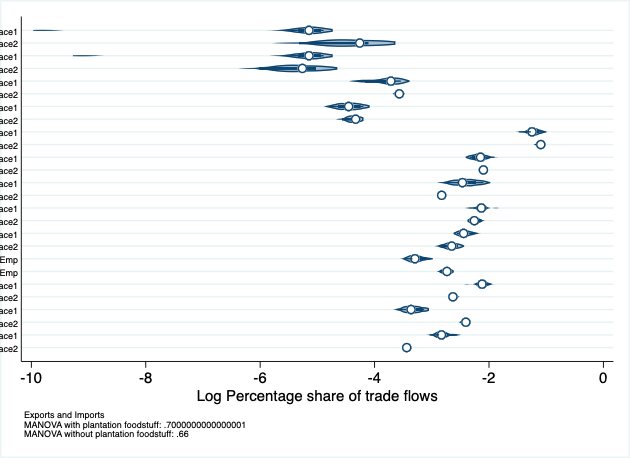 ace1
ace2
ace1
ace2
ace1
ace2
ace1
ace2
ace1
ace2
ace1
ace2
ace1
ace2
ace1
ace2
ace1
ace2
Emp
Emp
ace1
ace2
ace1
ace2
ace1
ace2
-10 -8 -6 -4 -2 0
Log Percentage share of trade flows
Exports and Imports
MANOVA with plantation foodstuff: .7000000000000001
MANOVA without plantation foodstuff: .66